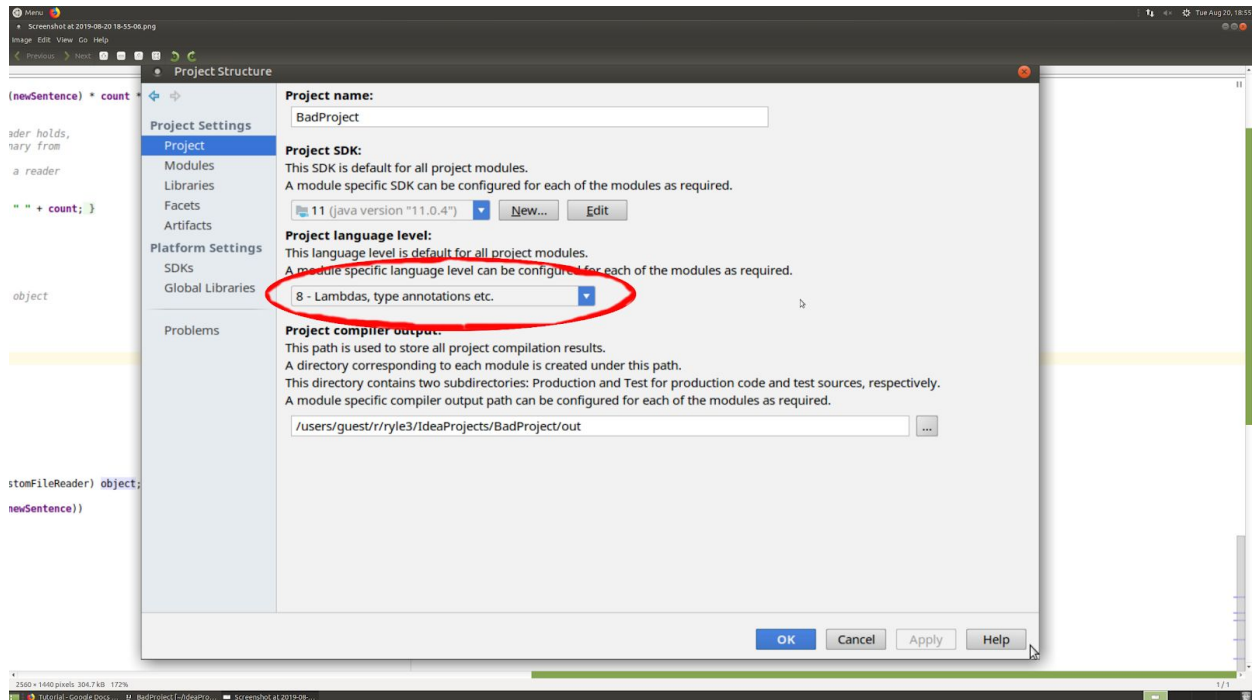 Menu
Tue Aug 20, 18:55
Screenshot at 2019-08-20 18-55-06.png
Image Edit View Go Help
Previous Next
Project Structure
(newSentence) * count *
ader holds,
nary from
a reader
" " + count; }
object
stomFileReader) object;
newSentence))
Project Settings
Project
Modules
Libraries
Facets
Artifacts
Platform Settings
SDKs
Global Libraries
Problems
Project name:
BadProject
Project SDK:
This SDK is default for all project modules.
A module specific SDK can be configured for each of the modules as required.
11 (java version "11.0.4") New... Edit
Project language level:
This language level is default for all project modules.
A module specific language level can be configured for each of the modules as required.
8 - Lambdas, type annotations etc.
Project compiler output:
This path is used to store all project compilation results.
A directory corresponding to each module is created under this path.
This directory contains two subdirectories: Production and Test for production code and test sources, respectively.
A module specific compiler output path can be configured for each of the modules as required.
/users/guest/r/ryle3/IdeaProjects/BadProject/out ...
OK Cancel Apply Help
2560 × 1440 pixels 304.7 kB 172% 1 / 1
Tutorial - Google Docs ... BadProject [~/IdeaPro... Screenshot at 2019-08-...